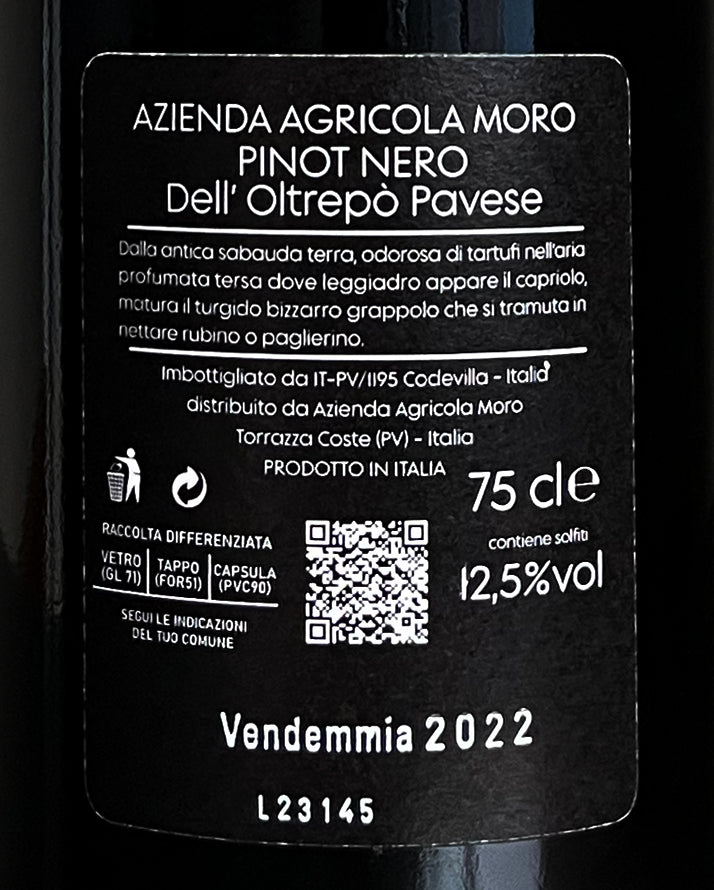 AZIENDA AGRICOLA MORO
PINOT NERO
Dell' Oltrepò Pavese
Dalla antica sabauda terra, odorosa di tartufi nell'aria
profumata tersa dove leggiadro appare il capriolo,
matura il turgido bizzarro grappolo che si tramuta in
nettare rubino o paglierino.
Imbottigliato da IT-PV/1195 Codevilla - Italia
distribuito da Azienda Agricola Moro
Torrazza Coste (PV) - Italia
PRODOTTO IN ITALIA
75 cl e
contiene solfiti
12,5%vol
RACCOLTA DIFFERENZIATA
VETRO TAPPO CAPSULA
(GL 71) (FOR51) (PVC90)
SEGUI LE INDICAZIONI
DEL TUO COMUNE
Vendemmia 2022
L23145